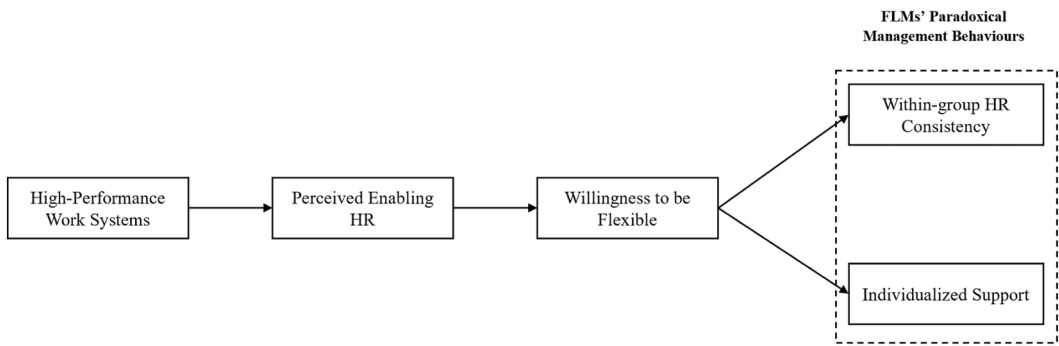 FLMs' Paradoxical
Management Behaviours
Within-group HR
Consistency
High-Performance
Work Systems
Perceived Enabling
HR
Willingness to be
Flexible
Individualized Support